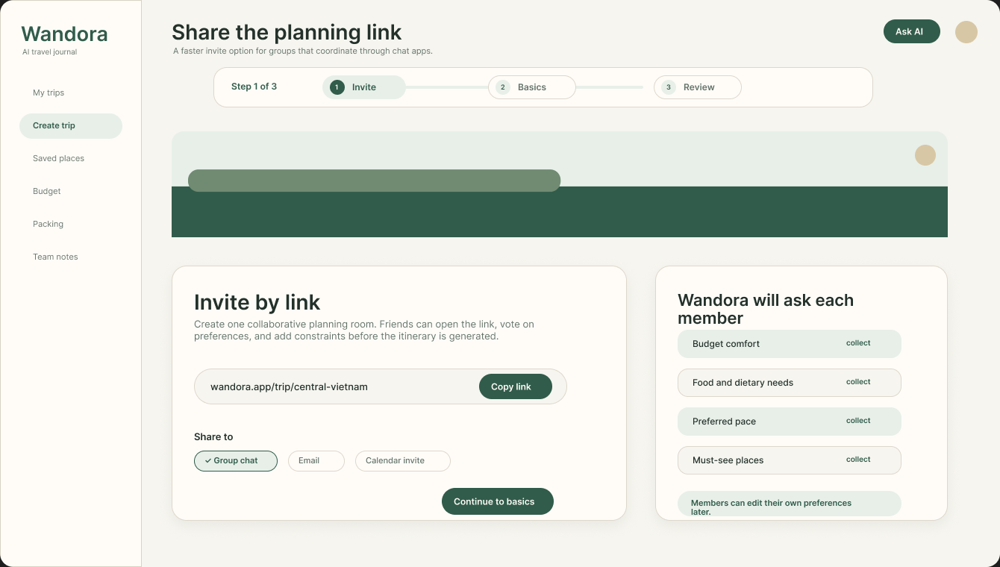 Wandora
AI travel journal
My trips
Create trip
Saved places
Budget
Packing
Team notes
Share the planning link
A faster invite option for groups that coordinate through chat apps.
Ask AI
Step 1 of 3
1 Invite
2 Basics
3 Review
Invite by link
Create one collaborative planning room. Friends can open the link, vote on
preferences, and add constraints before the itinerary is generated.
wandora.app/trip/central-vietnam
Copy link
Share to
✓ Group chat
Email
Calendar invite
Continue to basics
Wandora will ask each
member
Budget comfort collect
Food and dietary needs collect
Preferred pace collect
Must-see places collect
Members can edit their own preferences
later.